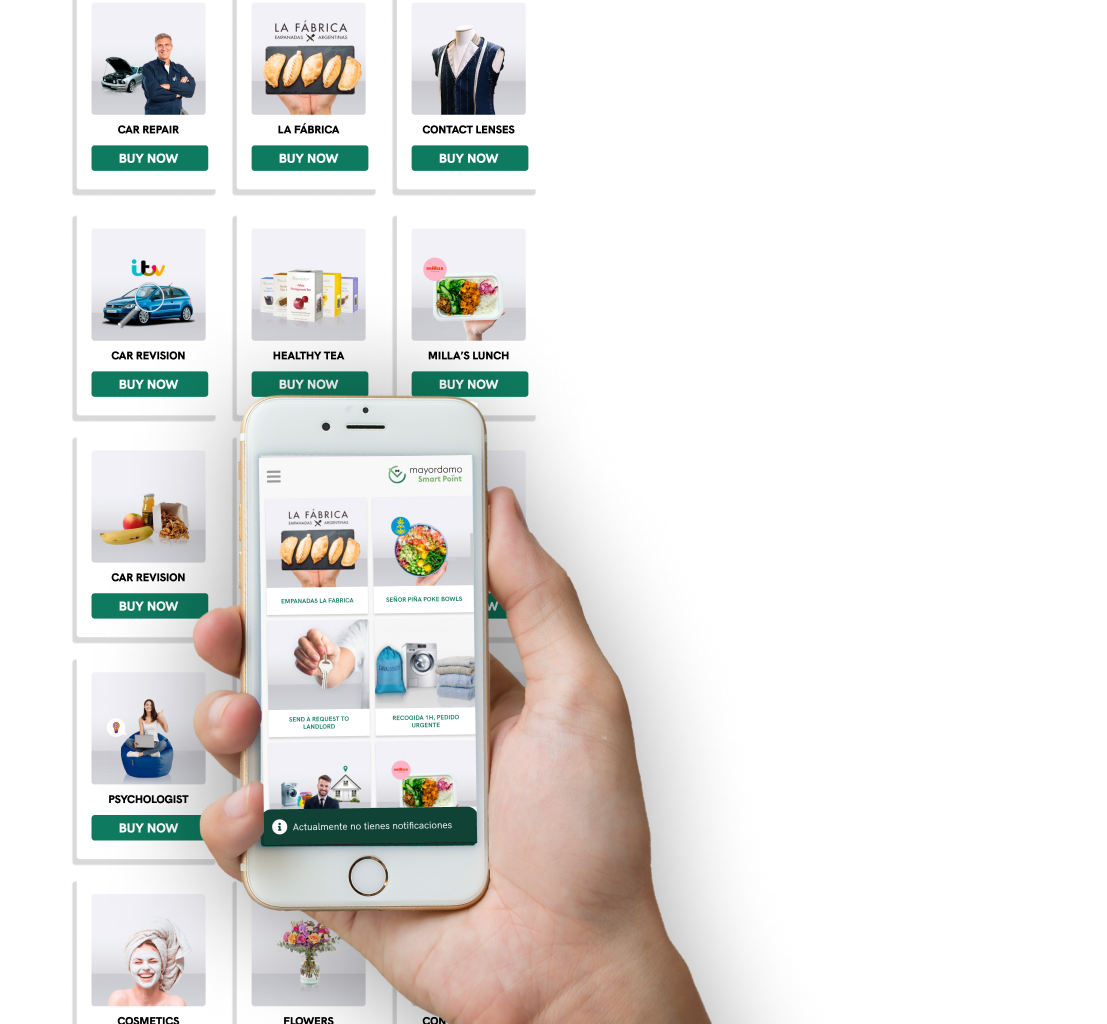 LA FÁBRICA
EMPANADAS ARGENTINAS
CAR REPAIR
LA FÁBRICA
CONTACT LENSES
BUY NOW
BUY NOW
BUY NOW
itv
CAR REVISION
HEALTHY TEA
MILLA'S LUNCH
BUY NOW
BUY NOW
BUY NOW
CAR REVISION
BUY NOW
W
PSYCHOLOGIST
BUY NOW
COSMETICS
FLOWERS
CON
mayordomo
Smart Point
LA FÁBRICA
EMPANADAS ARGENTINAS
EMPANADAS LA FABRICA
SEÑOR PIÑA POKE BOWLS
SEND A REQUEST TO
LANDLORD
RECOGIDA 1H, PEDIDO
URGENTE
Actualmente no tienes notificaciones